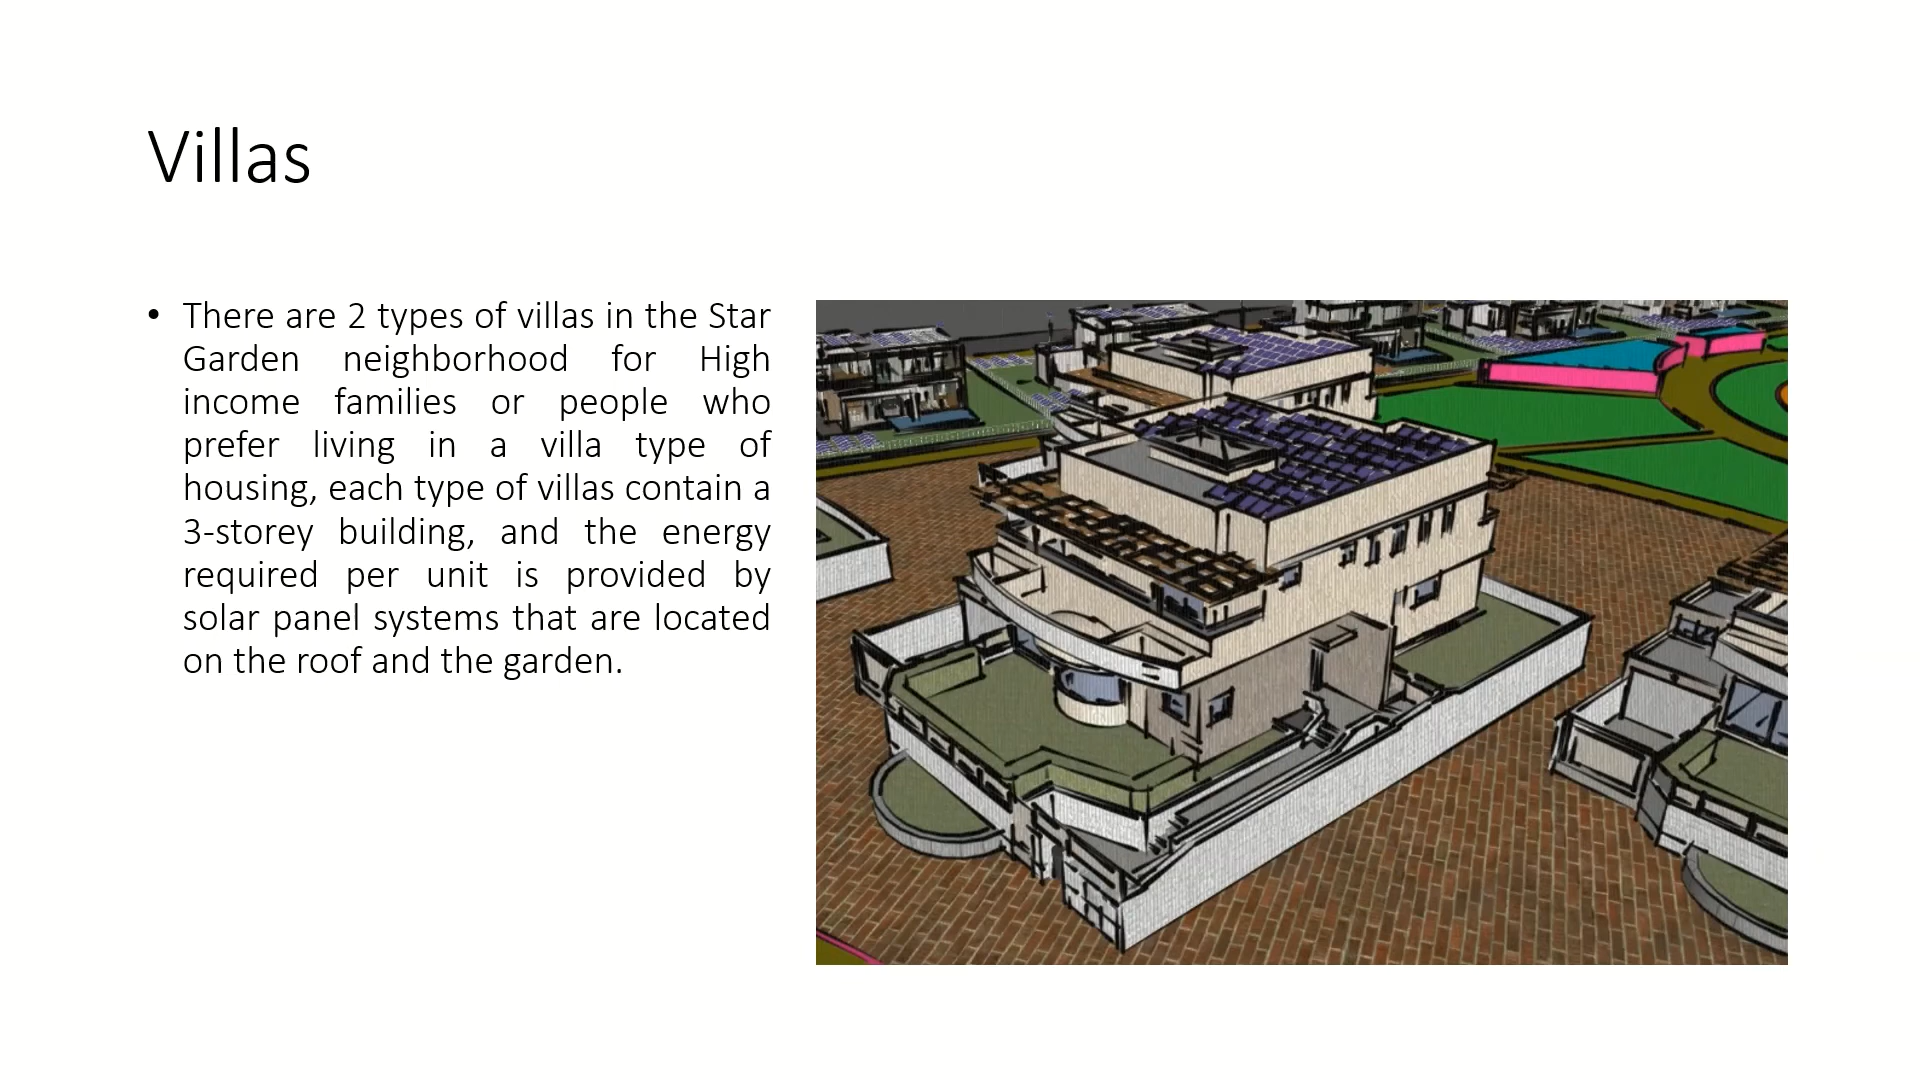 Villas
• There are 2 types of villas in the Star
Garden neighborhood for High
income families or people who
prefer living in a villa type of
housing, each type of villas contain a
3-storey building, and the energy
required per unit is provided by
solar panel systems that are located
on the roof and the garden.